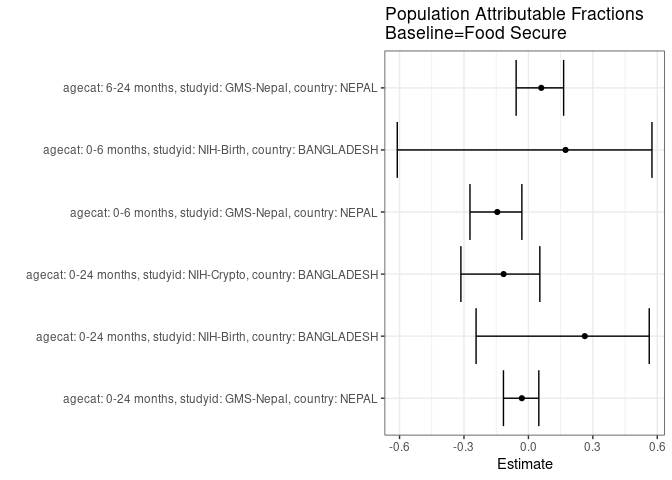 Population Attributable Fractions
Baseline=Food Secure
agecat: 6-24 months, studyid: GMS-Nepal, country: NEPAL
agecat: 0-6 months, studyid: NIH-Birth, country: BANGLADESH
agecat: 0-6 months, studyid: GMS-Nepal, country: NEPAL
agecat: 0-24 months, studyid: NIH-Crypto, country: BANGLADESH
agecat: 0-24 months, studyid: NIH-Birth, country: BANGLADESH
agecat: 0-24 months, studyid: GMS-Nepal, country: NEPAL
-0.6 -0.3 0.0 0.3 0.6
Estimate